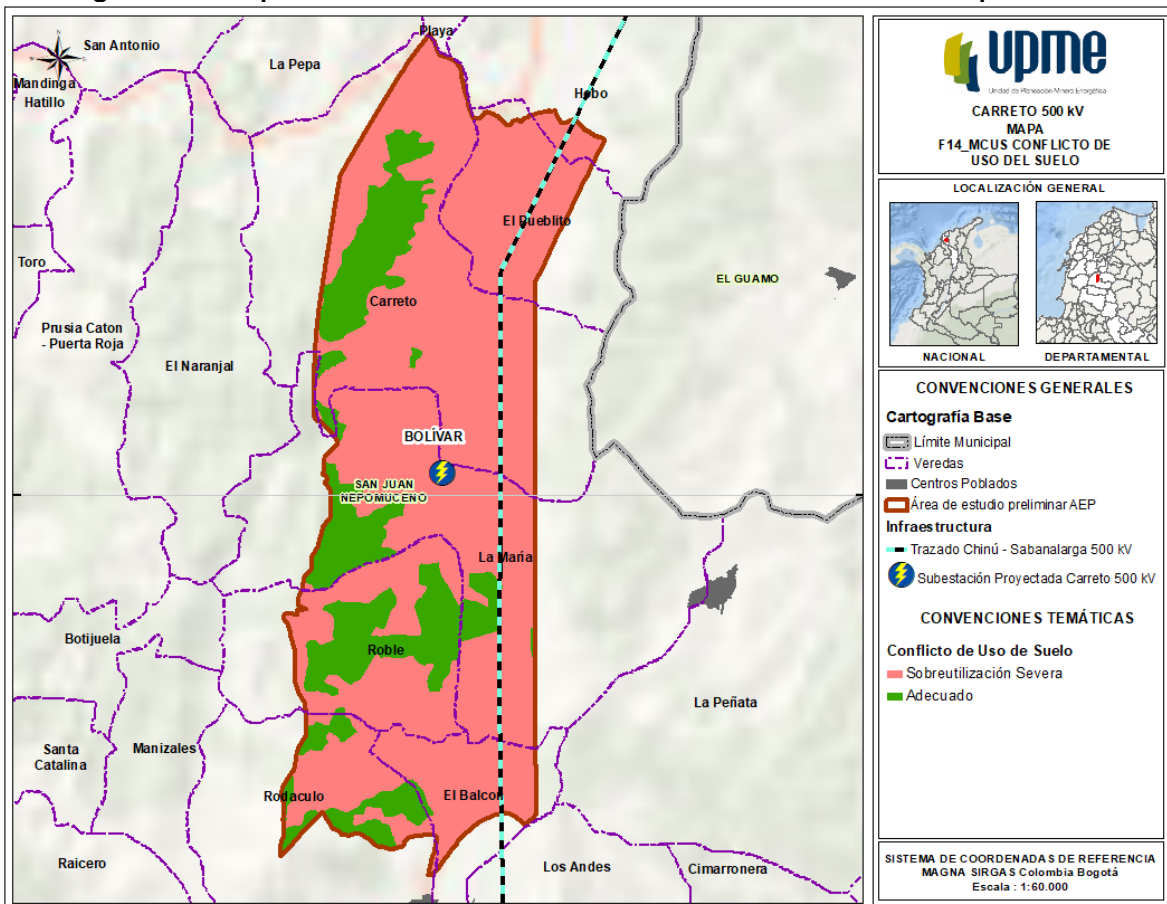 San Antonio
Playa
La Pepa
Mandinga
Hatillo
Hobo
El Pueblito
Toro
Carreto
EL GUAMO
Prusia Caton
- Puerta Roja
El Naranjal
BOLÍVAR
SAN JUAN
NEPOMUCENO
La María
Botijuela
Roble
La Peñata
Santa
Catalina
Manizales
Rodaculo
El Balcon
Raicero
Los Andes
Cimarronera
upme
Unidad de Planeación Minero Energética
CARRETO 500 kV
MAPA
F14_MCUS CONFLICTO DE
USO DEL SUELO
LOCALIZACIÓN GENERAL
NACIONAL
DEPARTAMENTAL
CONVENCIONES GENERALES
Cartografía Base
Límite Municipal
Veredas
Centros Poblados
Área de estudio preliminar AEP
Infraestructura
Trazado Chinú - Sabanalarga 500 kV
Subestación Proyectada Carreto 500 kV
CONVENCIONES TEMÁTICAS
Conflicto de Uso de Suelo
Sobreutilización Severa
Adecuado
SISTEMA DE COORDENADAS DE REFERENCIA
MAGNA SIRGAS Colombia Bogotá
Escala : 1:60.000